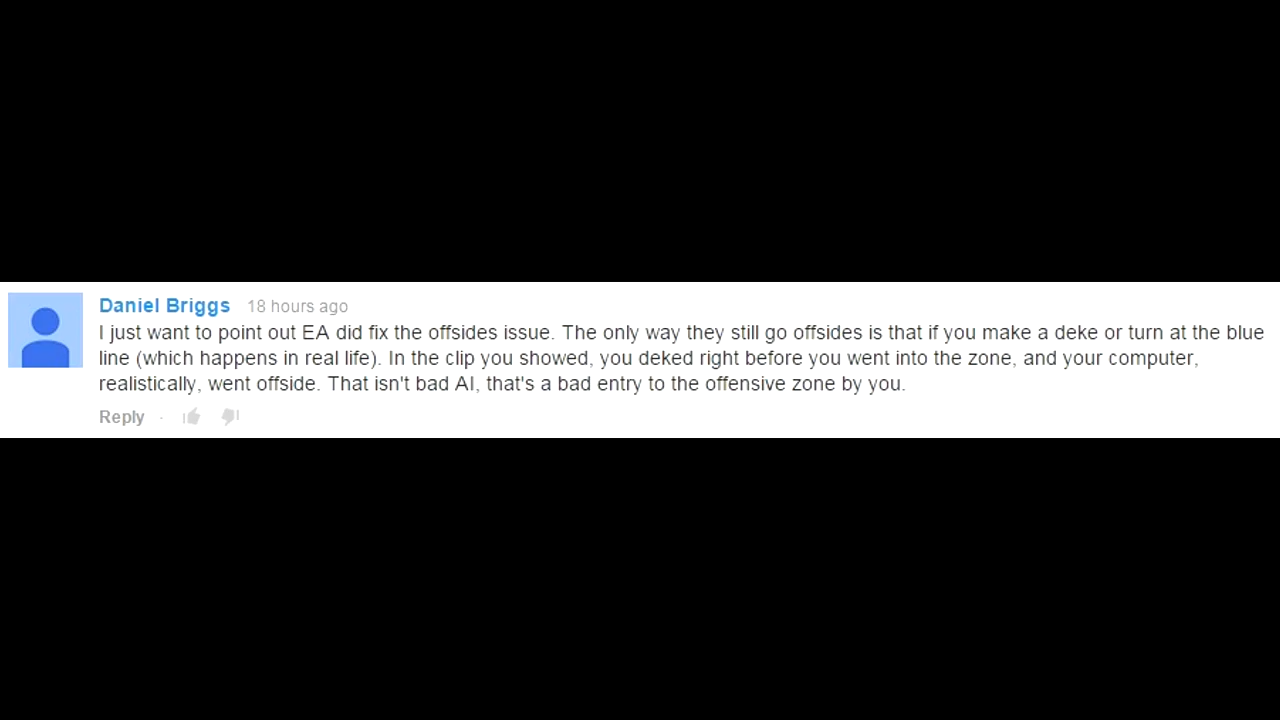 Daniel Briggs 18 hours ago
I just want to point out EA did fix the offsides issue. The only way they still go offsides is that if you make a deke or turn at the blue
line (which happens in real life). In the clip you showed, you deked right before you went into the zone, and your computer,
realistically, went offside. That isn't bad AI, that's a bad entry to the offensive zone by you.
Reply ·